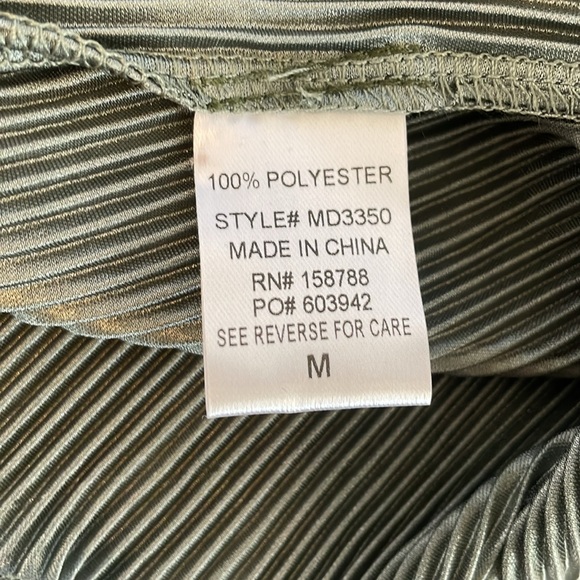 100% POLYESTER
STYLE# MD3350
MADE IN CHINA
RN# 158788
PO# 603942
SEE REVERSE FOR CARE
M